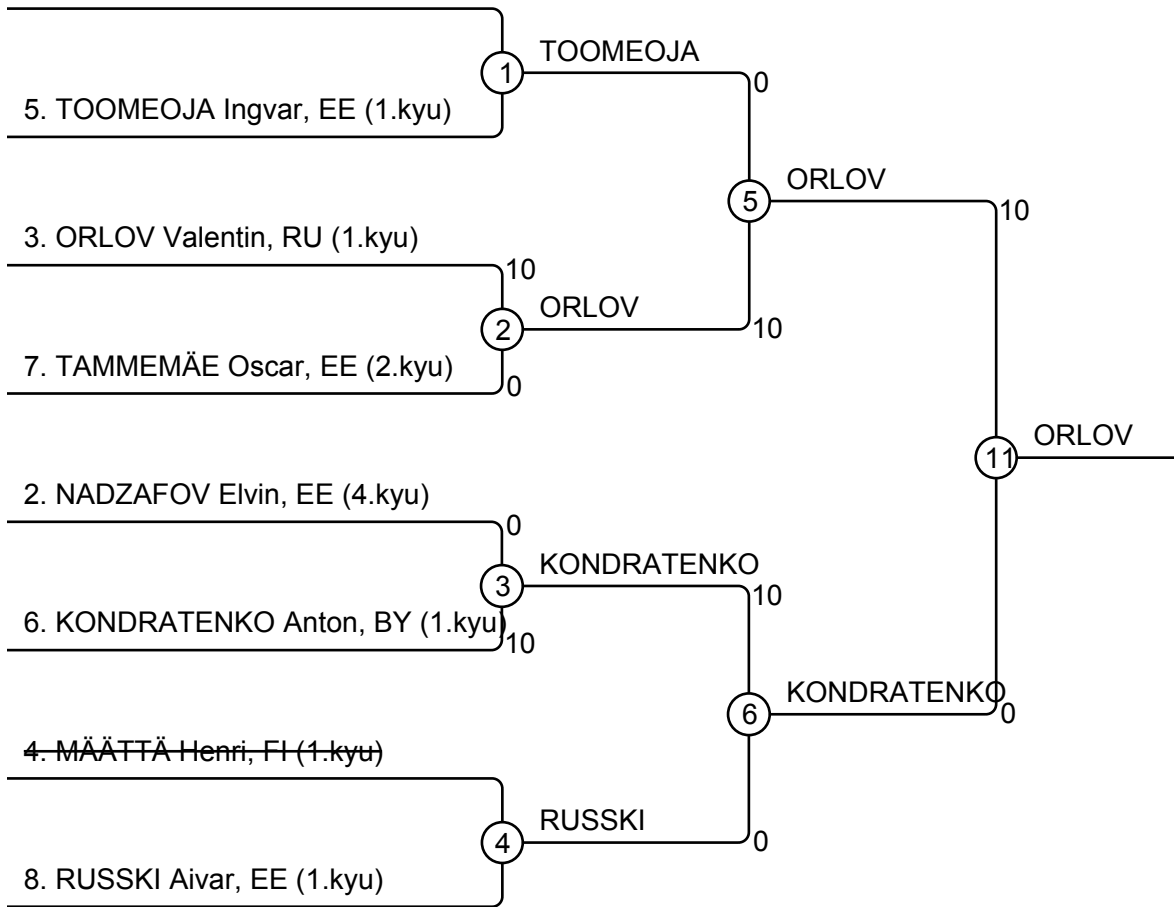 TOOMEOJA
1
0
5. TOOMEOJA Ingvar, EE (1.kyu)
ORLOV
5
10
3. ORLOV Valentin, RU (1.kyu)
10
ORLOV
2
10
7. TAMMEMÄE Oscar, EE (2.kyu)
0
ORLOV
11
2. NADZAFOV Elvin, EE (4.kyu)
0
KONDRATENKO
3
10
6. KONDRATENKO Anton, BY (1.kyu)
10
KONDRATENKO
6
0
4. MÄÄTTÄ Henri, FI (1.kyu)
RUSSKI
4
0
8. RUSSKI Aivar, EE (1.kyu)